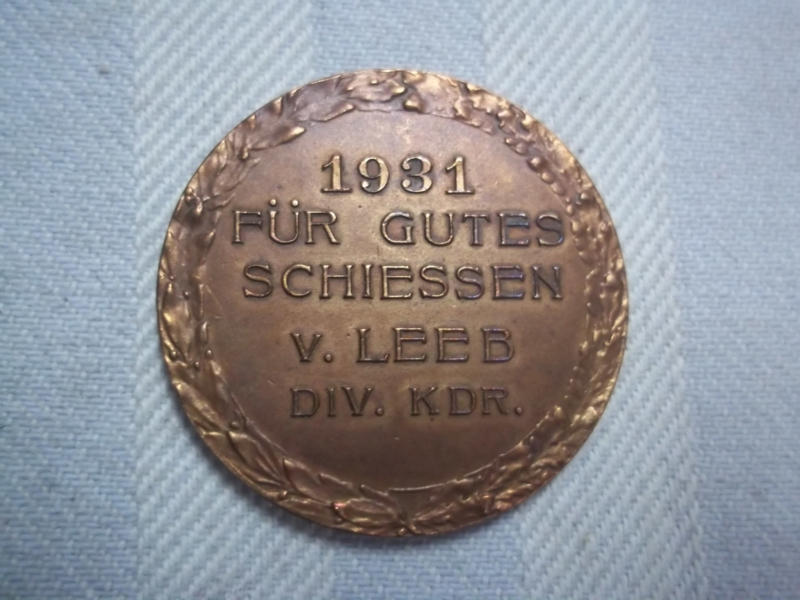 1931
FÜR GUTES
SCHIESSEN
v. LEEB
DIV. KDR.